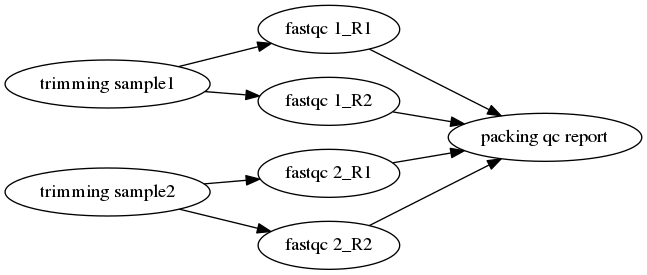 fastqc 1_R1
trimming sample1
fastqc 1_R2
packing qc report
fastqc 2_R1
trimming sample2
fastqc 2_R2